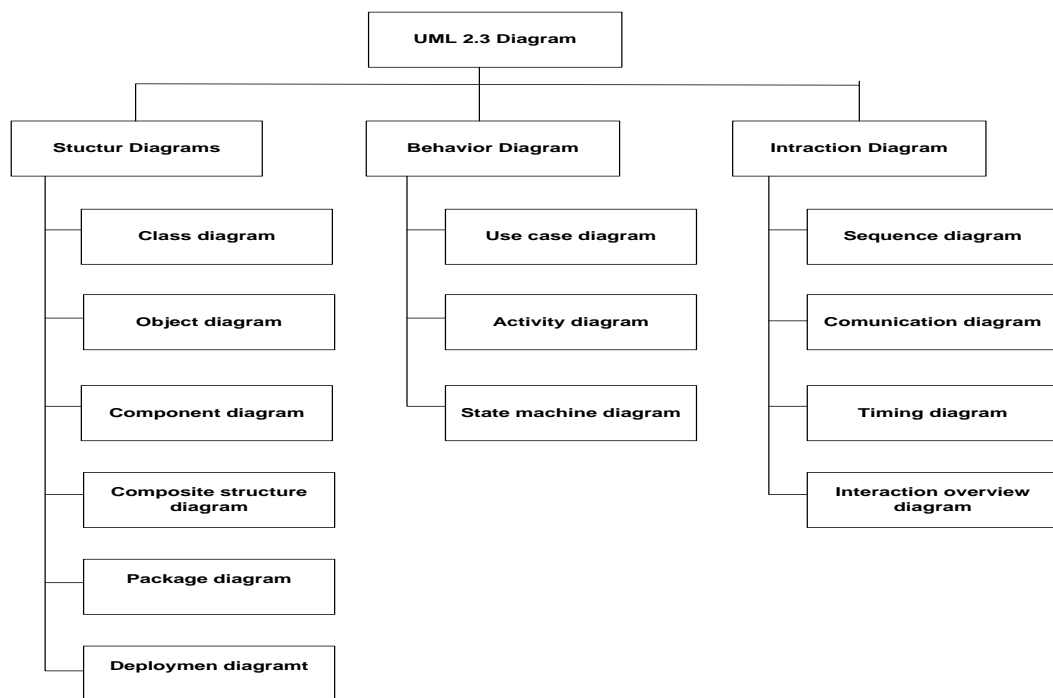 UML 2.3 Diagram
Stuctur Diagrams
Behavior Diagram
Intraction Diagram
Class diagram
Use case diagram
Sequence diagram
Object diagram
Activity diagram
Comunication diagram
Component diagram
State machine diagram
Timing diagram
Composite structure
diagram
Interaction overview
diagram
Package diagram
Deploymen diagramt